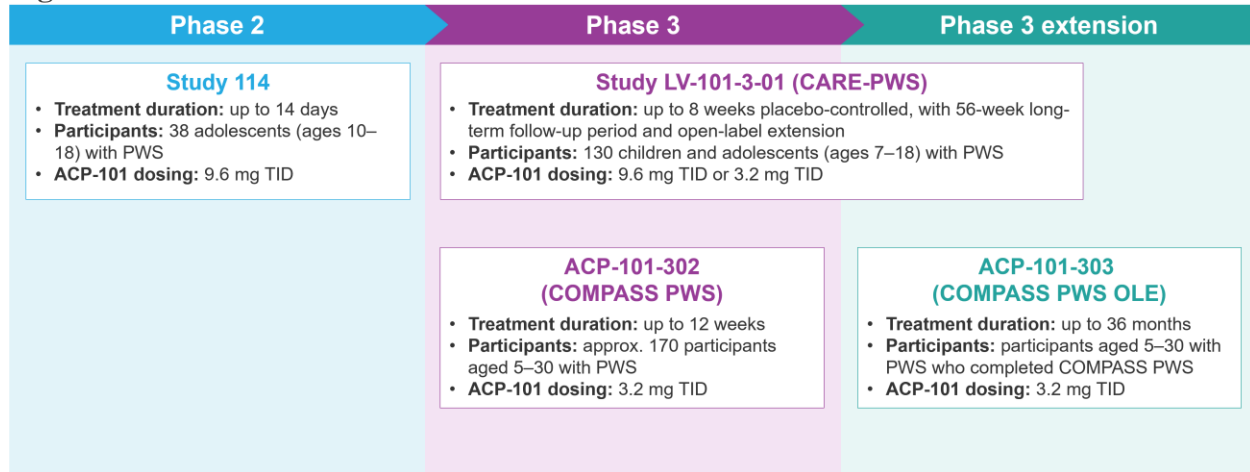 Phase 2
Phase 3
Phase 3 extension
Study 114
• Treatment duration: up to 14 days
• Participants: 38 adolescents (ages 10–
18) with PWS
• ACP-101 dosing: 9.6 mg TID
Study LV-101-3-01 (CARE-PWS)
• Treatment duration: up to 8 weeks placebo-controlled, with 56-week long-
term follow-up period and open-label extension
• Participants: 130 children and adolescents (ages 7–18) with PWS
• ACP-101 dosing: 9.6 mg TID or 3.2 mg TID
ACP-101-302
(COMPASS PWS)
• Treatment duration: up to 12 weeks
• Participants: approx. 170 participants
aged 5–30 with PWS
• ACP-101 dosing: 3.2 mg TID
ACP-101-303
(COMPASS PWS OLE)
• Treatment duration: up to 36 months
• Participants: participants aged 5–30 with
PWS who completed COMPASS PWS
• ACP-101 dosing: 3.2 mg TID